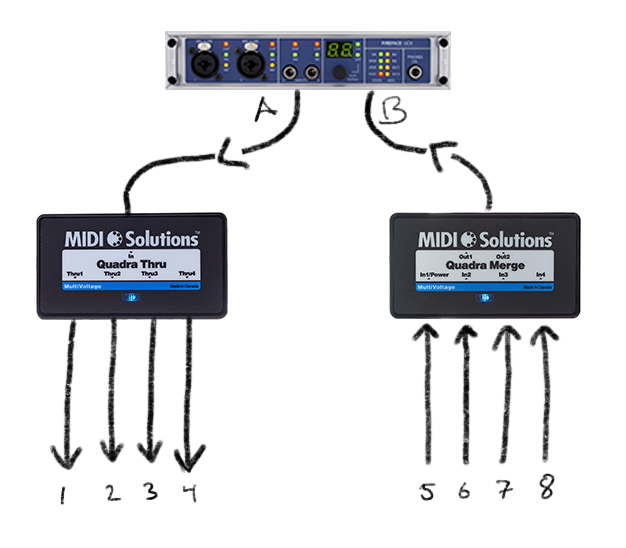 FIREFACE UCX
A B
MIDI Solutions™
In
Quadra Thru
Thru1 Thru2 Thru3 Thru4
MultiVoltage Made in Canada
MIDI Solutions™
Out1 Out2
Quadra Merge
In1/Power In2 In3 In4
MultiVoltage Made in Canada
1 2 3 4
5 6 7 8